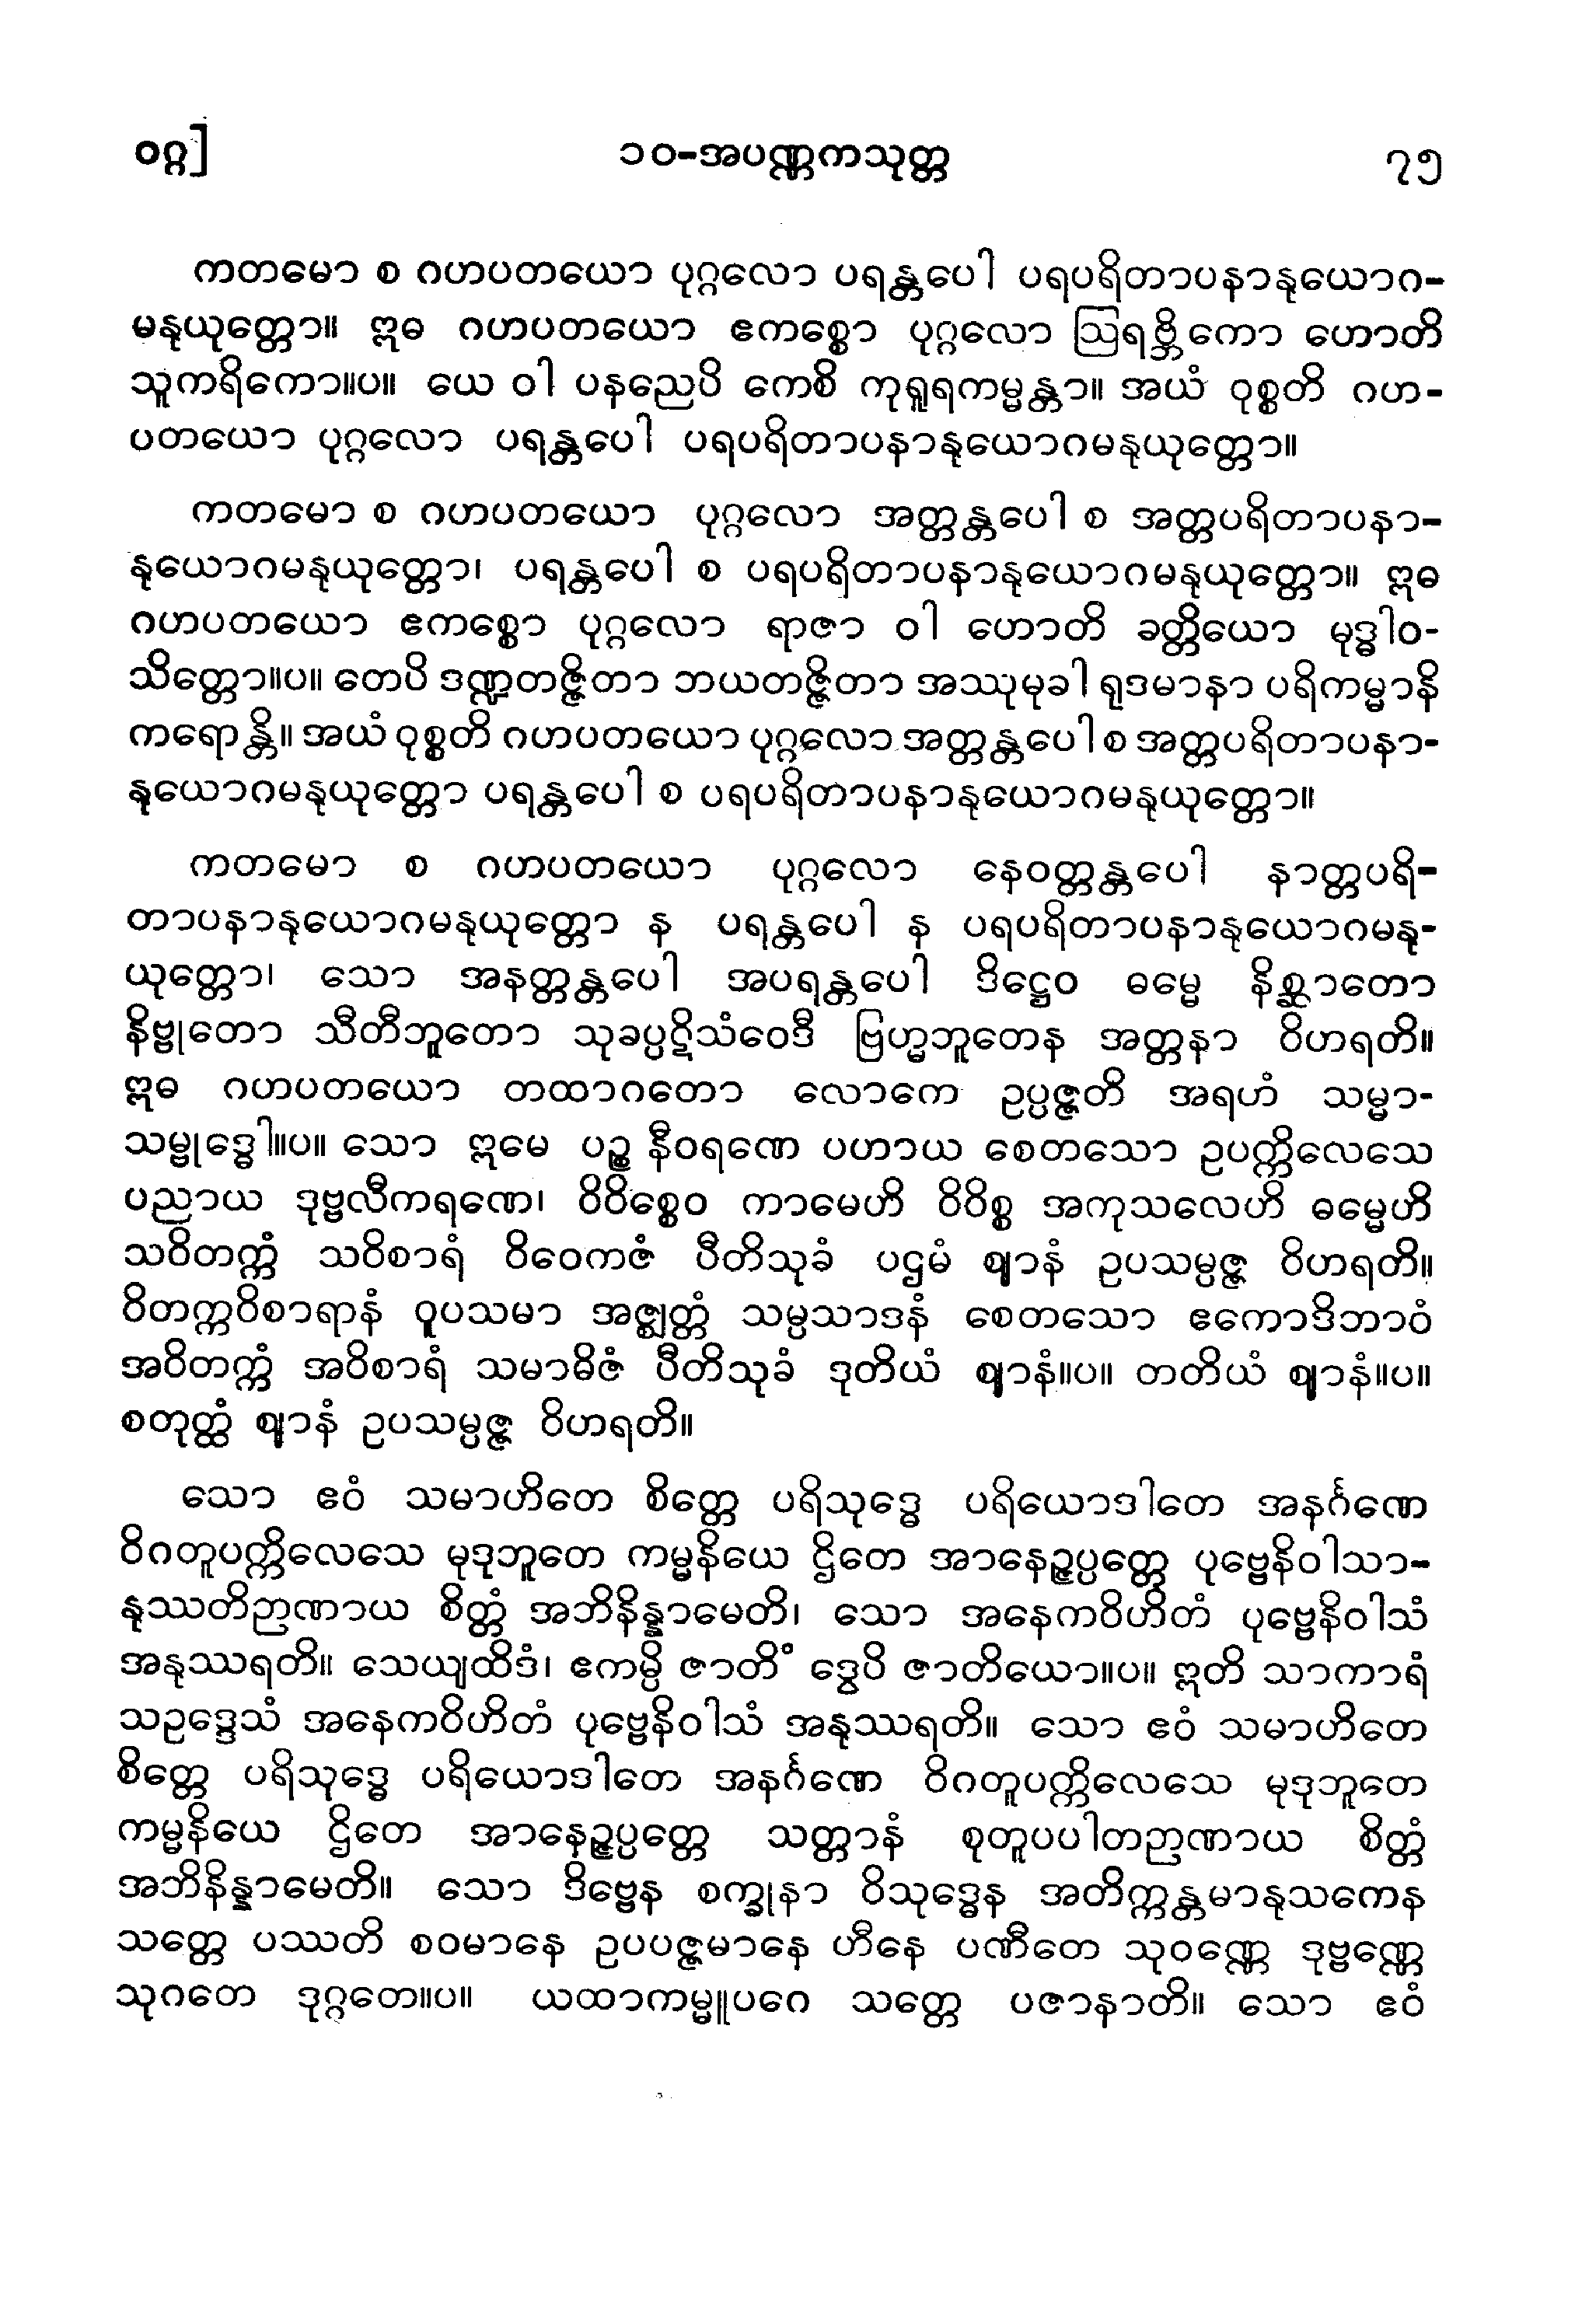 ဝဂ္ဂ]
၁၀-အပဏ္ဏကသုတ္တ
၇၅
ကတမော စ ဂဟပတယော ပုဂ္ဂလော ပရန္တပေါ ပရပရိတာပနာနုယောဂ-
မနုယုတ္တော။ ဣဓ ဂဟပတယော ဧကစ္စော ပုဂ္ဂလော ဩရဗ္ဘိကော ဟောတိ
သူကရိကော။ပ။ ယေ ဝါ ပနညေပိ ကေစိ ကုရူရကမ္မန္တာ။ အယံ ဝုစ္စတိ ဂဟ-
ပတယော ပုဂ္ဂလော ပရန္တပေါ ပရပရိတာပနာနုယောဂမနုယုတ္တော။
ကတမော စ ဂဟပတယော ပုဂ္ဂလော အတ္တန္တပေါ စ အတ္တပရိတာပနာ-
နုယောဂမနုယုတ္တော၊ ပရန္တပေါ စ ပရပရိတာပနာနုယောဂမနုယုတ္တော။ ဣဓ
ဂဟပတယော ဧကစ္စော ပုဂ္ဂလော ရာဇာ ဝါ ဟောတိ ခတ္တိယော မုဒ္ဓါဝ-
သိတ္တော။ပ။ တေပိ ဒဏ္ဍတဇ္ဇိတာ ဘယတဇ္ဇိတာ အဿုမုခါ ရုဒမာနာ ပရိကမ္မာနိ
ကရောန္တိ။ အယံ ဝုစ္စတိ ဂဟပတယော ပုဂ္ဂလော အတ္တန္တပေါ စ အတ္တပရိတာပနာ-
နုယောဂမနုယုတ္တော ပရန္တပေါ စ ပရပရိတာပနာနုယောဂမနုယုတ္တော။
ကတမော စ ဂဟပတယော ပုဂ္ဂလော နေဝတ္တန္တပေါ နာတ္တပရိ-
တာပနာနုယောဂမနုယုတ္တော န ပရန္တပေါ န ပရပရိတာပနာနုယောဂမနု-
ယုတ္တော၊ သော အနတ္တန္တပေါ အပရန္တပေါ ဒိဋ္ဌေဝ ဓမ္မေ နိစ္ဆာတော
နိဗ္ဗုတော သီတီဘူတော သုခပ္ပဋိသံဝေဒီ ဗြဟ္မဘူတေန အတ္တနာ ဝိဟရတိ။
ဣဓ ဂဟပတယော တထာဂတော လောကေ ဥပ္ပဇ္ဇတိ အရဟံ သမ္မာ-
သမ္ဗုဒ္ဓေါ။ပ။ သော ဣမေ ပဉ္စ နီဝရဏေ ပဟာယ စေတသော ဥပက္ကိလေသေ
ပညာယ ဒုဗ္ဗလီကရဏေ၊ ဝိဝိစ္စေဝ ကာမေဟိ ဝိဝိစ္စ အကုသလေဟိ ဓမ္မေဟိ
သဝိတက္ကံ သဝိစာရံ ဝိဝေကဇံ ပီတိသုခံ ပဌမံ ဈာနံ ဥပသမ္ပဇ္ဇ ဝိဟရတိ။
ဝိတက္ကဝိစာရာနံ ဝူပသမာ အဇ္ဈတ္တံ သမ္ပသာဒနံ စေတသော ဧကောဒိဘာဝံ
အဝိတက္ကံ အဝိစာရံ သမာဓိဇံ ပီတိသုခံ ဒုတိယံ ဈာနံ။ပ။ တတိယံ ဈာနံ။ပ။
စတုတ္ထံ ဈာနံ ဥပသမ္ပဇ္ဇ ဝိဟရတိ။
သော ဧဝံ သမာဟိတေ စိတ္တေ ပရိသုဒ္ဓေ ပရိယောဒါတေ အနင်္ဂဏေ
ဝိဂတူပက္ကိလေသေ မုဒုဘူတေ ကမ္မနိယေ ဌိတေ အာနေဉ္ဇပ္ပတ္တေ ပုဗ္ဗေနိဝါသာ-
နုဿတိဉာဏာယ စိတ္တံ အဘိနိန္နာမေတိ၊ သော အနေကဝိဟိတံ ပုဗ္ဗေနိဝါသံ
အနုဿရတိ။ သေယျထိဒံ၊ ဧကမ္ပိ ဇာတိံ ဒွေပိ ဇာတိယော။ပ။ ဣတိ သာကာရံ
သဥဒ္ဒေသံ အနေကဝိဟိတံ ပုဗ္ဗေနိဝါသံ အနုဿရတိ။ သော ဧဝံ သမာဟိတေ
စိတ္တေ ပရိသုဒ္ဓေ ပရိယောဒါတေ အနင်္ဂဏေ ဝိဂတူပက္ကိလေသေ မုဒုဘူတေ
ကမ္မနိယေ ဌိတေ အာနေဉ္ဇပ္ပတ္တေ သတ္တာနံ စုတူပပါတဉာဏာယ စိတ္တံ
အဘိနိန္နာမေတိ။ သော ဒိဗ္ဗေန စက္ခုနာ ဝိသုဒ္ဓေန အတိက္ကန္တမာနုသကေန
သတ္တေ ပဿတိ စဝမာနေ ဥပပဇ္ဇမာနေ ဟီနေ ပဏီတေ သုဝဏ္ဏေ ဒုဗ္ဗဏ္ဏေ
သုဂတေ ဒုဂ္ဂတေ။ပ။ ယထာကမ္မူပဂေ သတ္တေ ပဇာနာတိ။ သော ဧဝံ